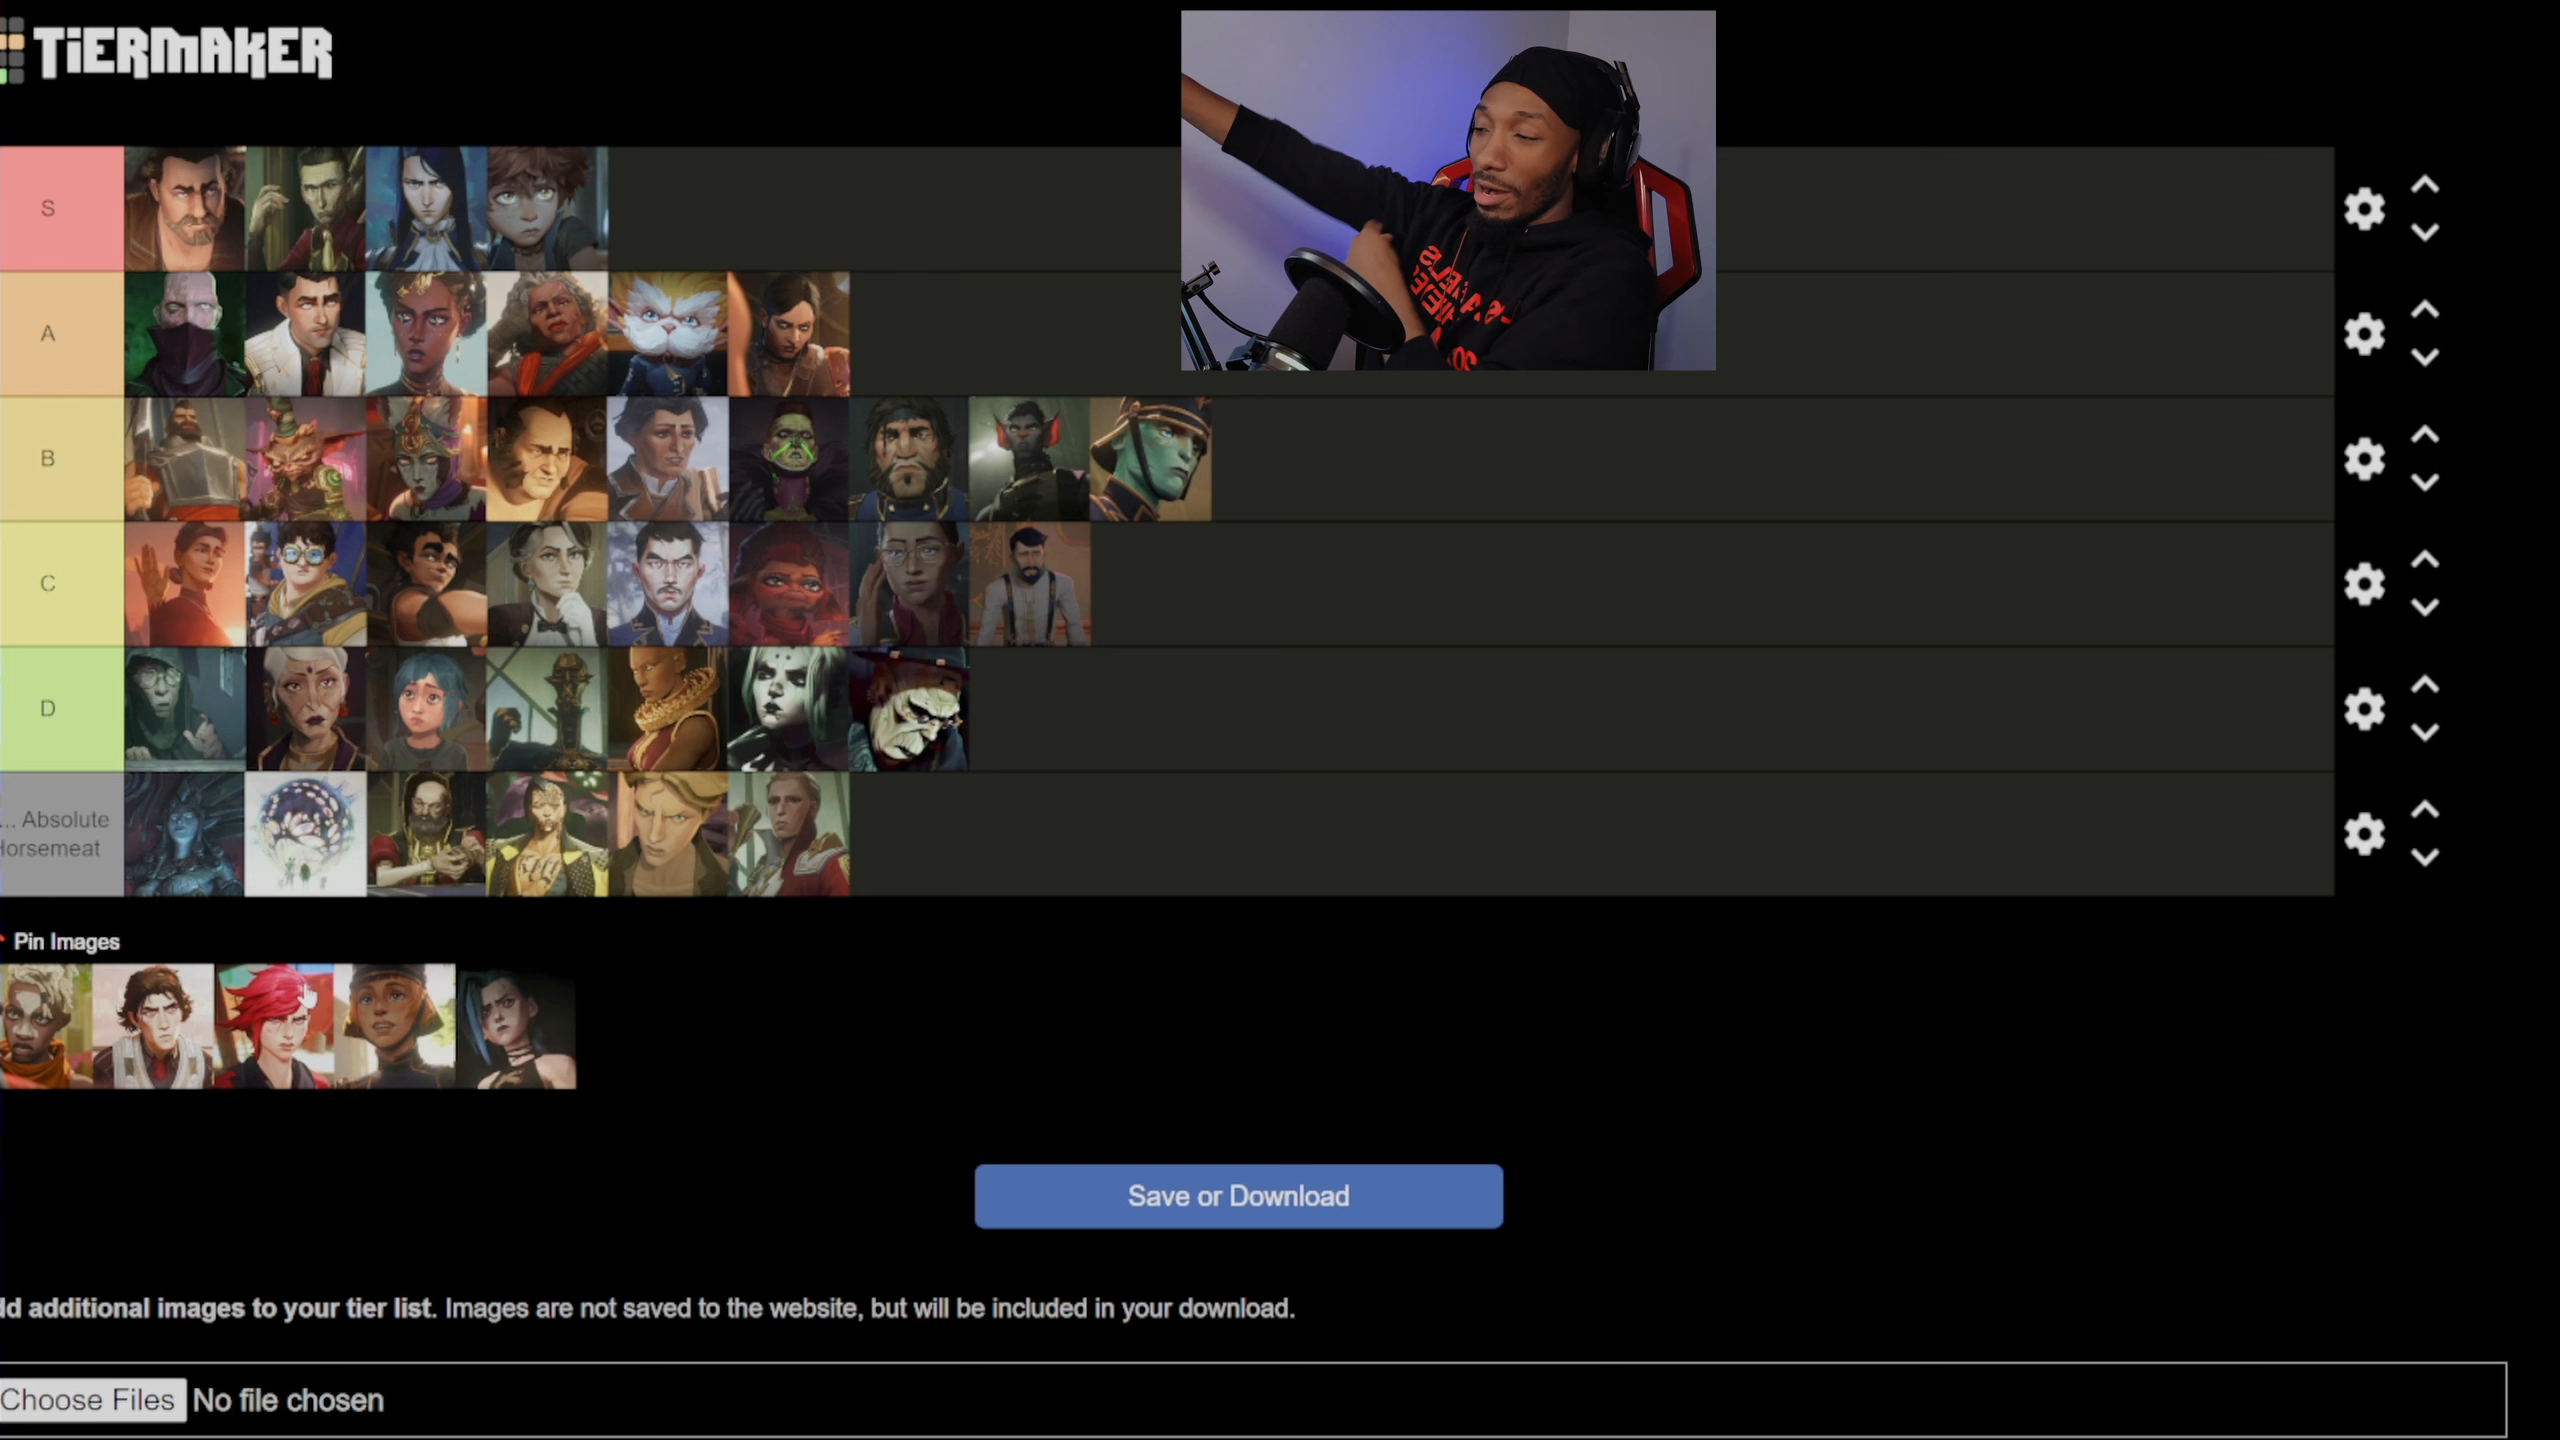 TiERMAKER
S
A
B
C
D
... Absolute
Horsemeat
Pin Images
Save or Download
dd additional images to your tier list. Images are not saved to the website, but will be included in your download.
Choose Files No file chosen